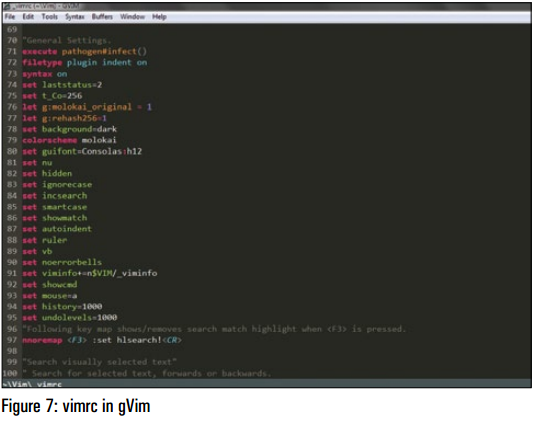 _vimrc (~\Vim) - GVIM
File Edit Tools Syntax Buffers Window Help
69
70 "General Settings.
71 execute pathogen#infect()
72 filetype plugin indent on
73 syntax on
74 set laststatus=2
75 set t_Co=256
76 let g:molokai_original = 1
77 let g:rehash256=1
78 set background=dark
79 colorscheme molokai
80 set guifont=Consolas:h12
81 set nu
82 set hidden
83 set ignorecase
84 set incsearch
85 set smartcase
86 set showmatch
87 set autoindent
88 set ruler
89 set vb
90 set noerrorbells
91 set viminfo+=n$VIM/_viminfo
92 set showcmd
93 set mouse=a
94 set history=1000
95 set undolevels=1000
96 "Following key map shows/removes search match highlight when <F3> is pressed.
97 nnoremap <F3> :set hlsearch!<CR>
98
99 "Search visually selected text"
100 " Search for selected text, forwards or backwards.
~\Vim\_vimrc
Figure 7: vimrc in gVim